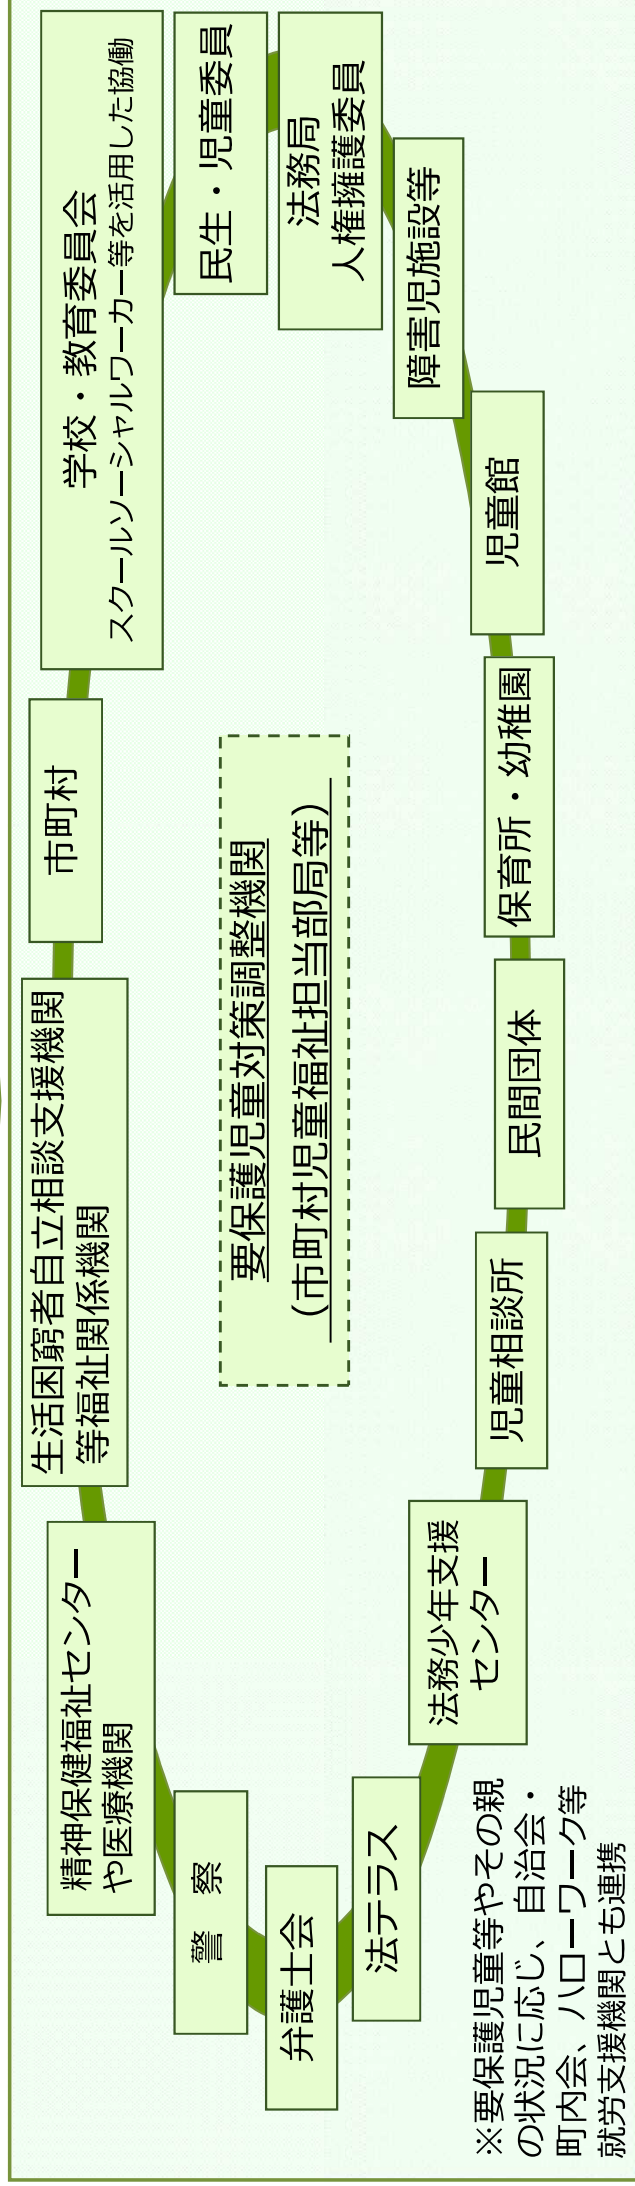 生活困窮者自立相談支援機関
等福祉関係機関
市町村
学校・教育委員会
スクールソーシャルワーカー等を活用した協働
民生・児童委員
法務局
人権擁護委員
障害児施設等
児童館
保育所・幼稚園
民間団体
児童相談所
法務少年支援
センター
法テラス
弁護士会
警　察
精神保健福祉センター
や医療機関
要保護児童対策調整機関
（市町村児童福祉担当部局等）
※要保護児童等やその親
の状況に応じ、自治会・
町内会、ハローワーク等
就労支援機関とも連携